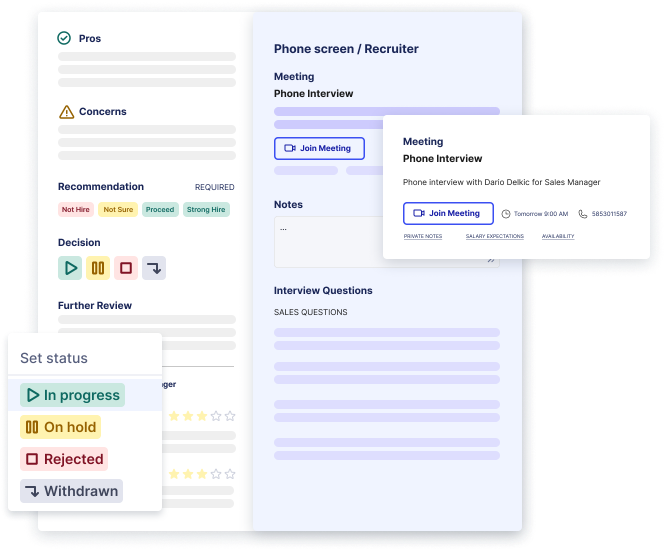 Pros
Concerns
Recommendation REQUIRED
Not Hire Not Sure Proceed Strong Hire
Decision
Further Review
Set status
In progress
On hold
Rejected
Withdrawn
Phone screen / Recruiter
Meeting
Phone Interview
Join Meeting
Notes
...
Interview Questions
SALES QUESTIONS
Meeting
Phone Interview
Phone interview with Dario Delkic for Sales Manager
Join Meeting Tomorrow 9:00 AM 5853011587
PRIVATE NOTES SALARY EXPECTATIONS AVAILABILITY